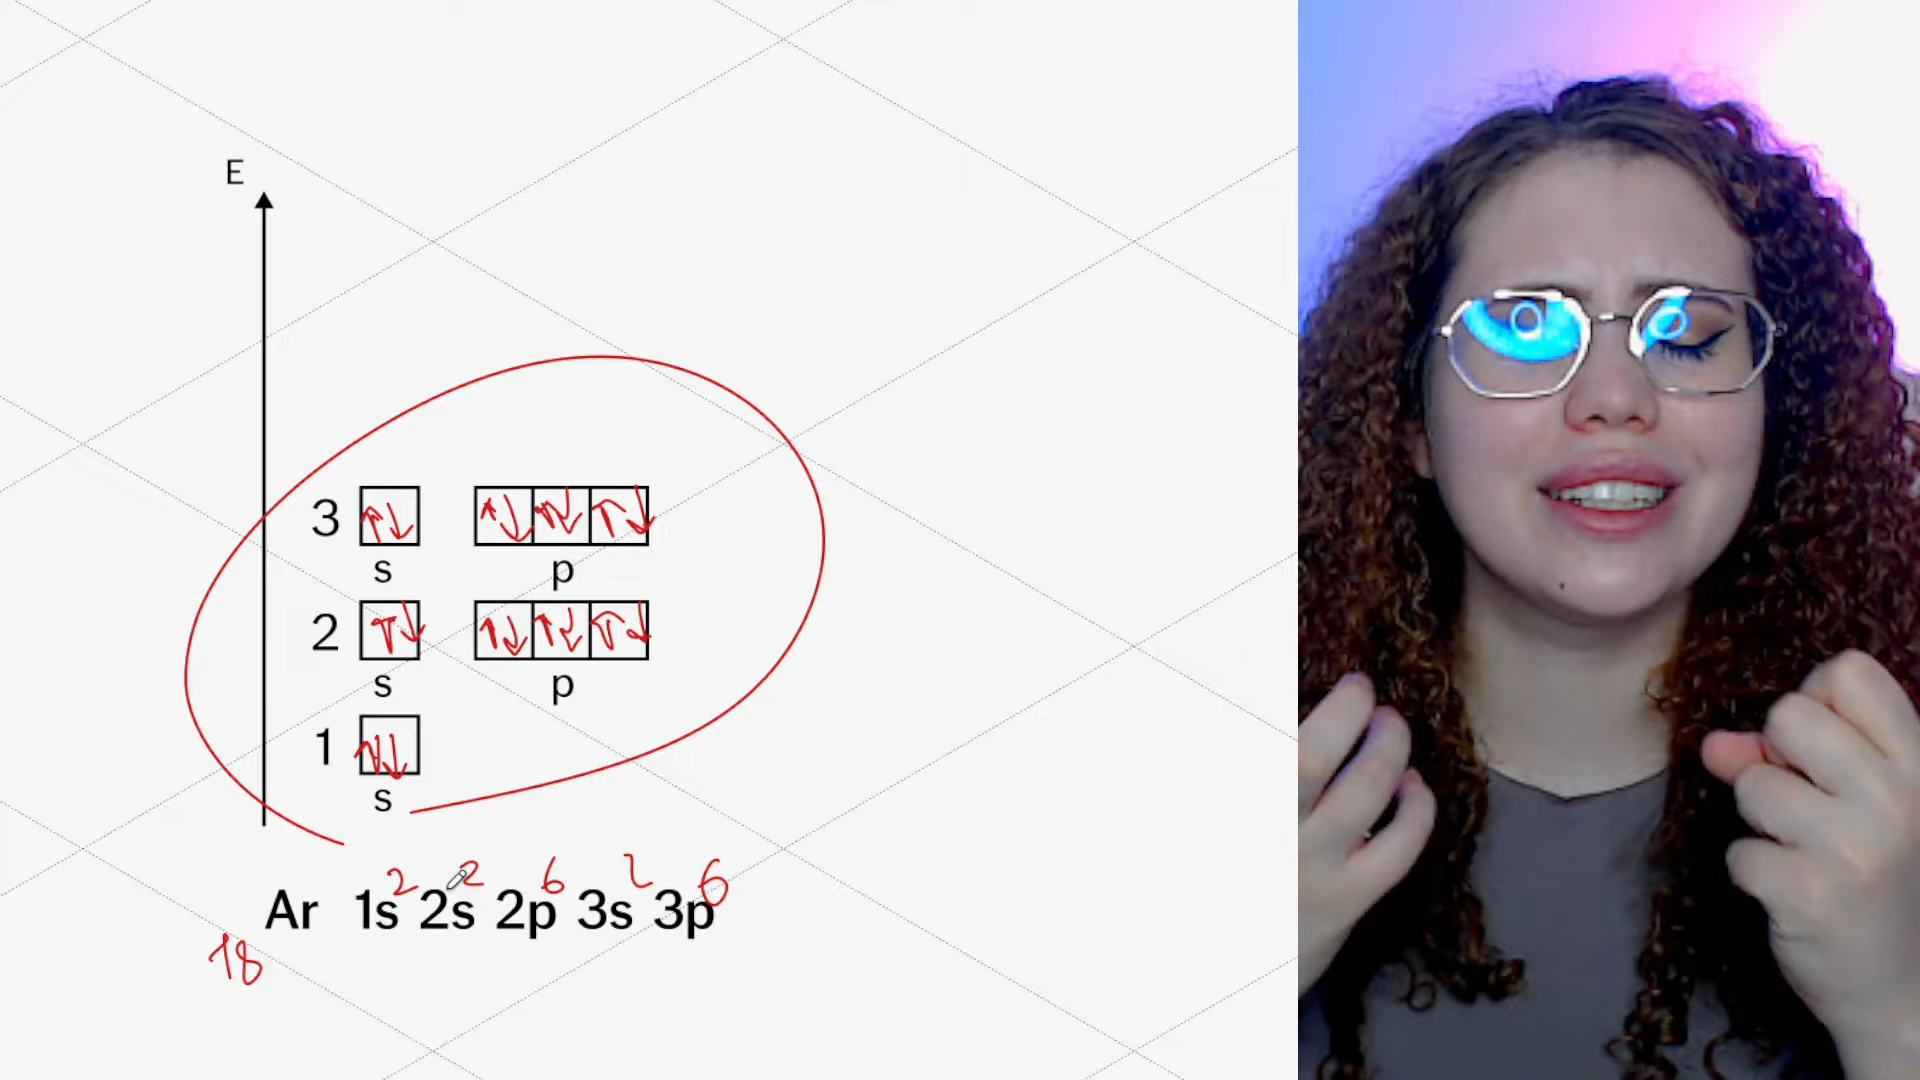 E
3 ↑↓ ↑↓ ↑↓ ↑↓
s p
2 ↑↓ ↑↓ ↑↓ ↑↓
s p
1 ↑↓
s
Ar 1s² 2s² 2p⁶ 3s² 3p⁶
18